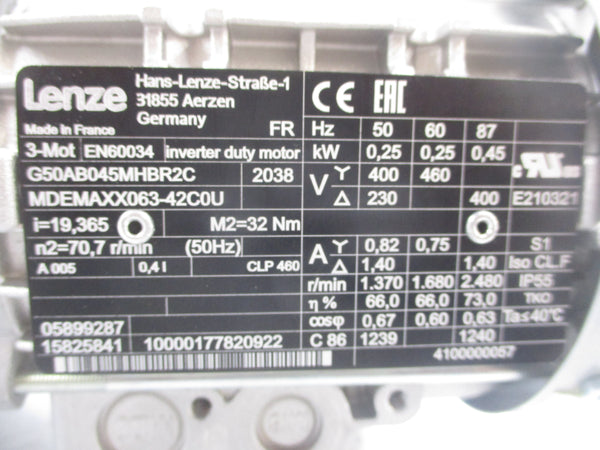 Lenze
Hans-Lenze-Straße-1
31855 Aerzen
Germany
Made in France
FR
3-Mot EN60034 inverter duty motor
G50AB045MHBR2C 2038
MDEMAXX063-42C0U
i=19,365 M2=32 Nm
n2=70,7 r/min (50Hz)
A 005 0,4 l CLP 460
05899287
15825841 10000177820922
CE EAC
Hz 50 60 87
kW 0,25 0,25 0,45
V Y 400 460
Δ 230 400
c UR US
E210321
A Y 0,82 0,75 S1
Δ 1,40 1,40 Iso CL.F
r/min 1.370 1.680 2.480 IP55
η % 66,0 66,0 73,0 TKO
cosφ 0,67 0,60 0,63 Ta≤40°C
C 86 1239 1240
4100000057